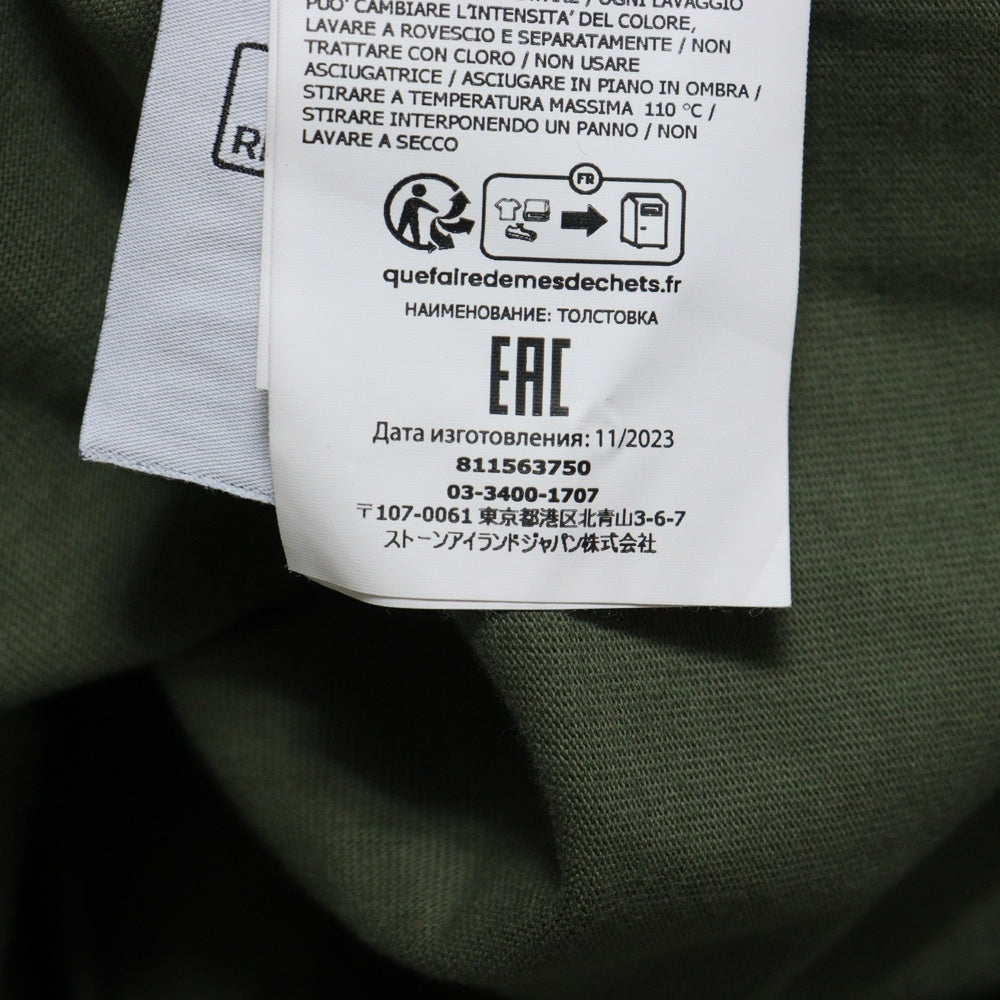 / OGNI LAVAGGIO
PUO' CAMBIARE L'INTENSITA' DEL COLORE,
LAVARE A ROVESCIO E SEPARATAMENTE / NON
TRATTARE CON CLORO / NON USARE
ASCIUGATRICE / ASCIUGARE IN PIANO IN OMBRA /
STIRARE A TEMPERATURA MASSIMA 110 °C /
STIRARE INTERPONENDO UN PANNO / NON
LAVARE A SECCO
FR
quefairedemesdechets.fr
НАИМЕНОВАНИЕ: ТОЛСТОВКА
EAC
Дата изготовления: 11/2023
811563750
03-3400-1707
〒107-0061 東京都港区北青山3-6-7
ストーンアイランドジャパン株式会社